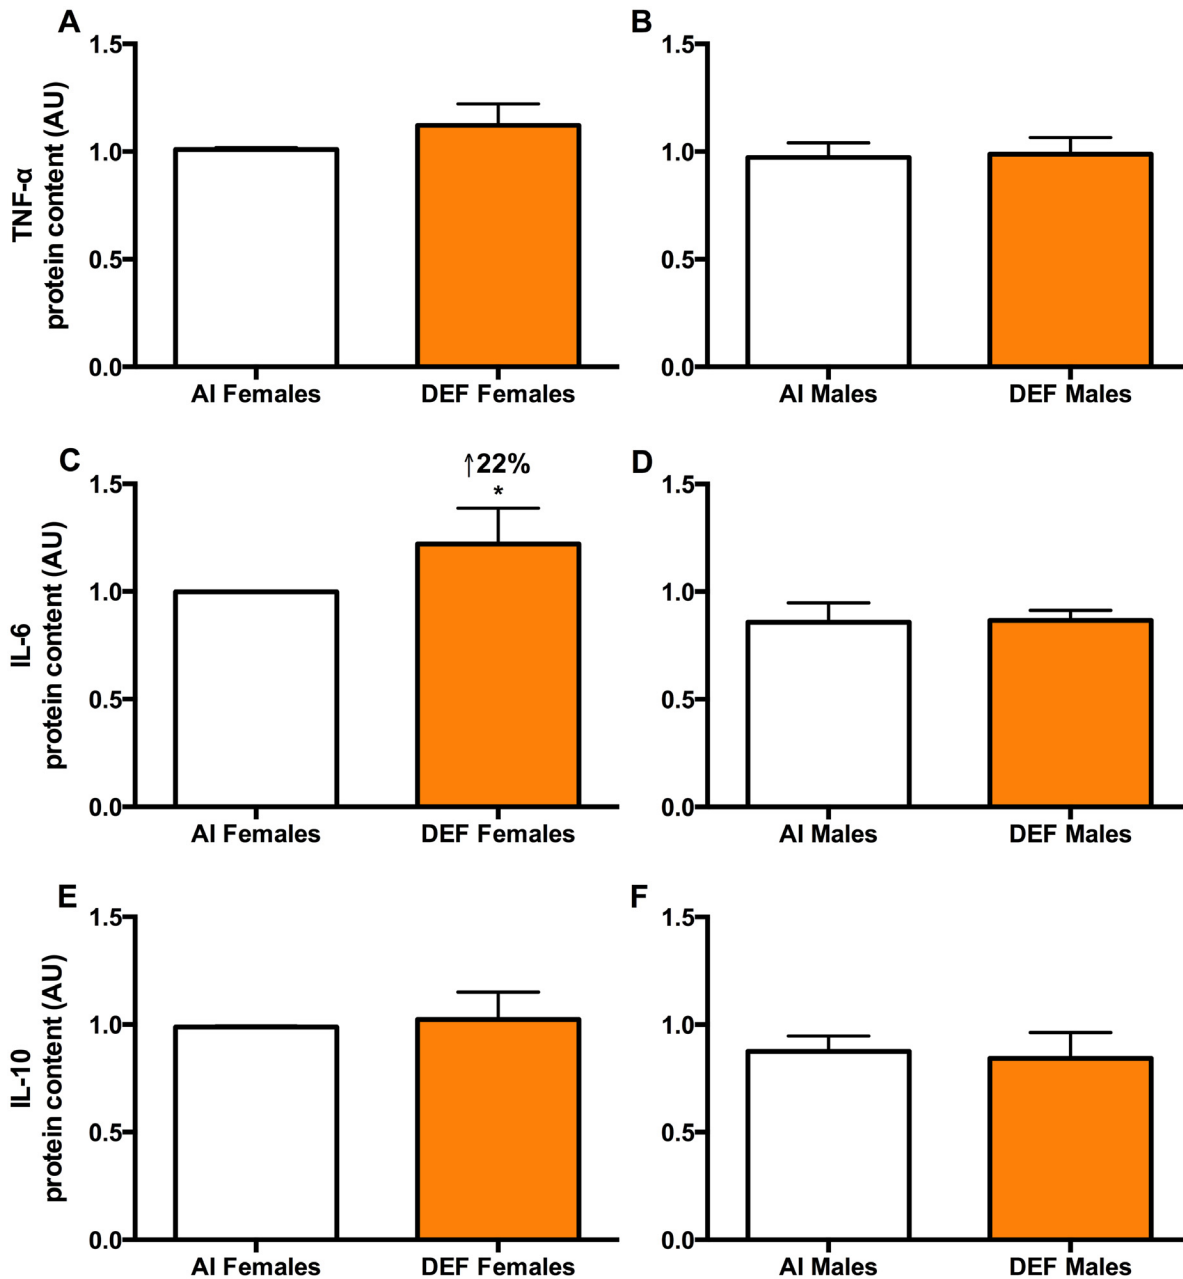 A
TNF-α
protein content (AU)
1.5
1.0
0.5
0.0
AI Females
DEF Females
B
1.5
1.0
0.5
0.0
AI Males
DEF Males
C
IL-6
protein content (AU)
1.5
1.0
0.5
0.0
↑22%
*
AI Females
DEF Females
D
1.5
1.0
0.5
0.0
AI Males
DEF Males
E
IL-10
protein content (AU)
1.5
1.0
0.5
0.0
AI Females
DEF Females
F
1.5
1.0
0.5
0.0
AI Males
DEF Males